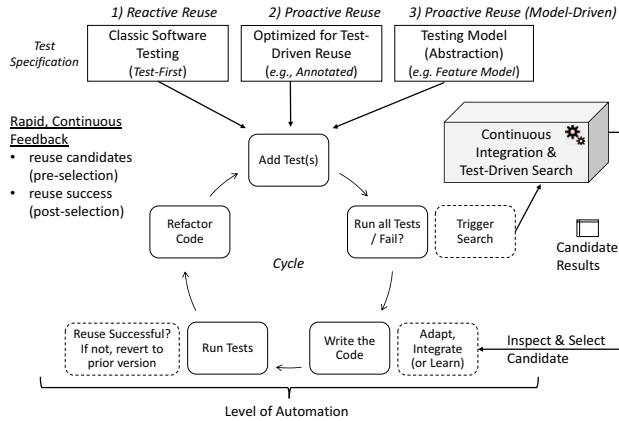 1) Reactive Reuse
2) Proactive Reuse
3) Proactive Reuse (Model-Driven)
Test
Specification
Classic Software
Testing
(Test-First)
Optimized for Test-
Driven Reuse
(e.g., Annotated)
Testing Model
(Abstraction)
(e.g. Feature Model)
Rapid, Continuous
Feedback
• reuse candidates
(pre-selection)
• reuse success
(post-selection)
Add Test(s)
Continuous
Integration &
Test-Driven Search
Refactor
Code
Run all Tests
/ Fail?
Trigger
Search
Candidate
Results
Cycle
Reuse Successful?
If not, revert to
prior version
Run Tests
Write the
Code
Adapt,
Integrate
(or Learn)
Inspect & Select
Candidate
Level of Automation